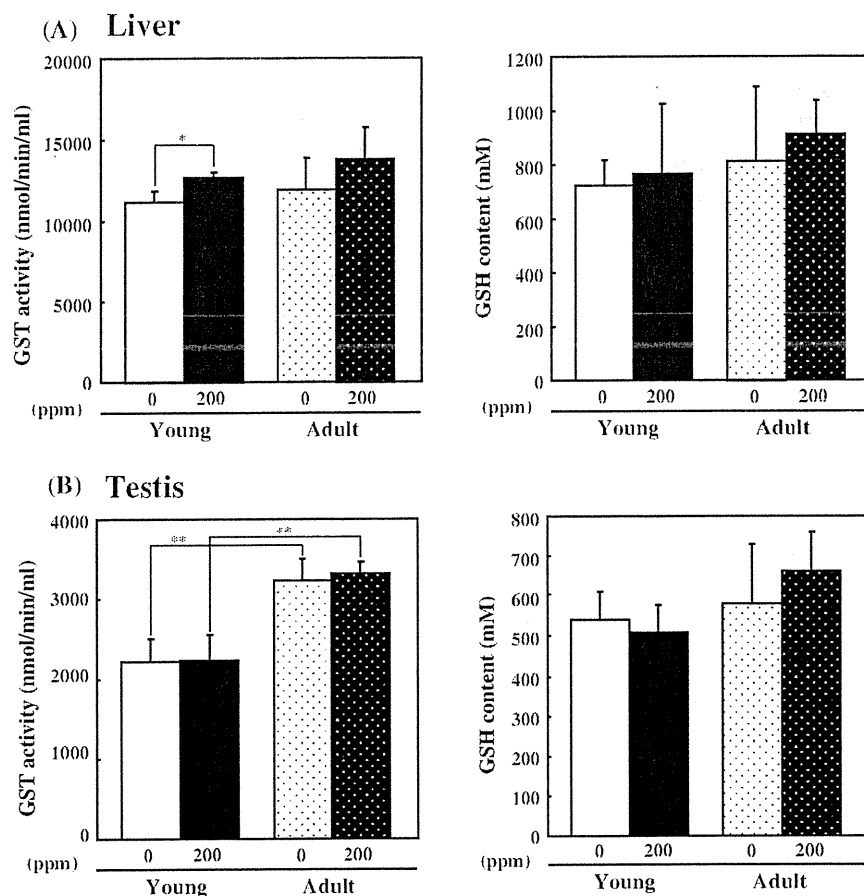 (A) Liver
20000
15000
10000
5000
0
GST activity (nmol/min/ml)
*
(ppm) 0 200 0 200
Young Adult
1200
1000
800
600
400
200
0
GSH content (mM)
0 200 0 200
(ppm)
Young Adult
(B) Testis
4000
3000
2000
1000
0
GST activity (nmol/min/ml)
** **
0 200 0 200
(ppm)
Young Adult
800
700
600
500
400
300
200
100
0
GSH content (mM)
0 200 0 200
(ppm)
Young Adult